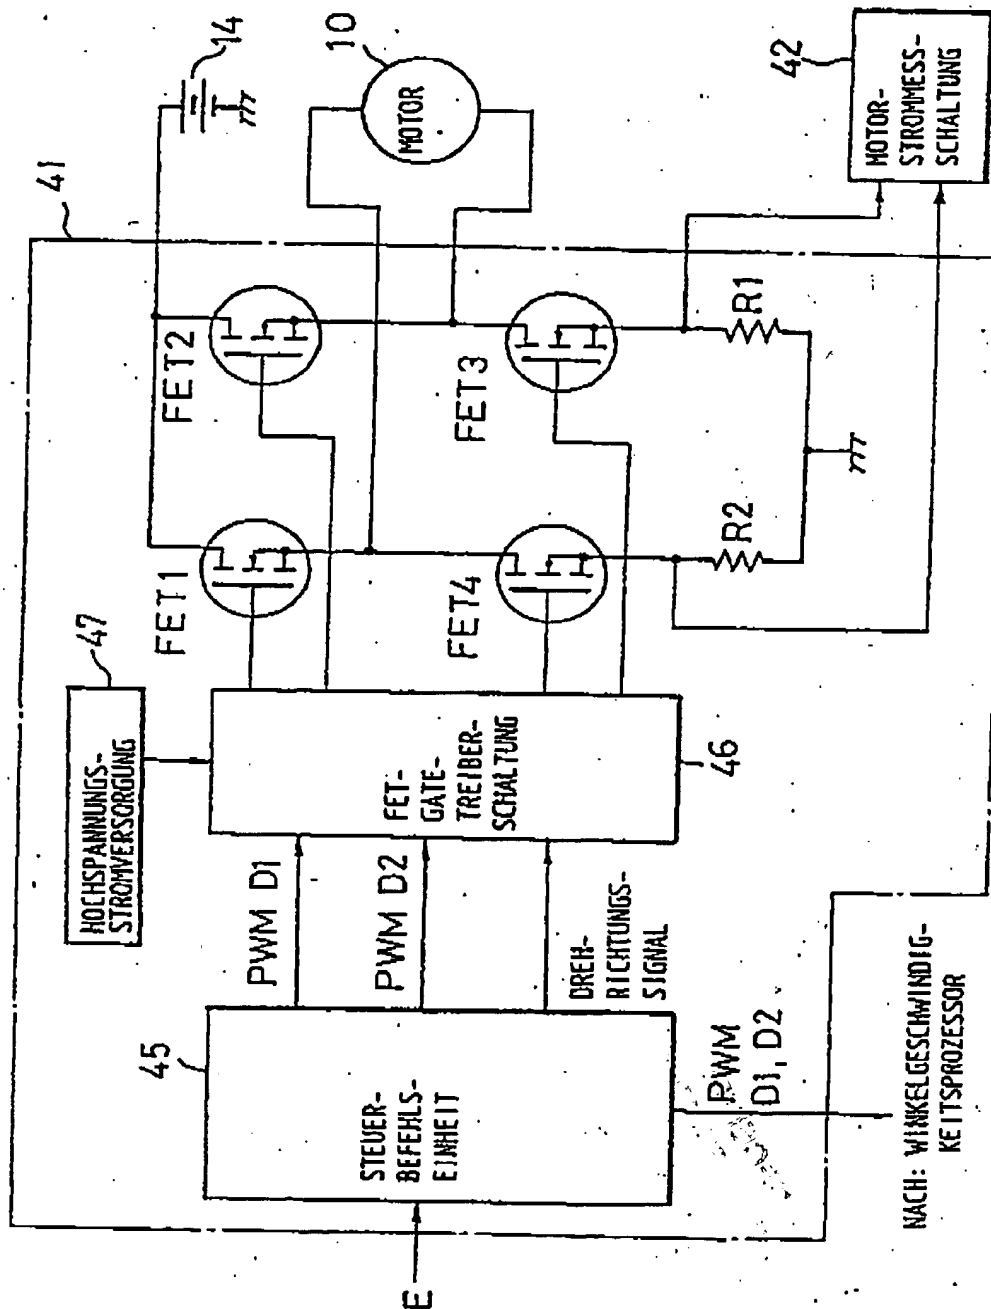 41
14
10
MOTOR
47
HOCHSPANNUNGS-
STROMVERSORGUNG
FET1
FET2
45
STEUER-
BEFEHLS-
EINHEIT
E
PWM D1
PWM D2
DREH-
RICHTUNGS-
SIGNAL
FET-
GATE-
TREIBER-
SCHALTUNG
46
FET4
FET3
R2
R1
42
MOTOR-
STROMMESS-
SCHALTUNG
PWM
D1, D2
NACH: WINKELGESCHWINDIG-
KEITSPROZESSOR